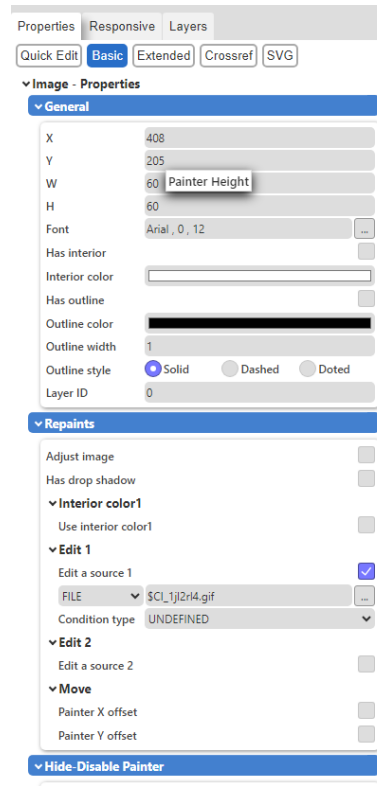 Properties Responsive Layers
Quick Edit Basic Extended Crossref SVG
Image - Properties
General
X 408
Y 205
W 60 Painter Height
H 60
Font Arial , 0 , 12 ...
Has interior
Interior color
Has outline
Outline color
Outline width 1
Outline style Solid Dashed Doted
Layer ID 0
Repaints
Adjust image
Has drop shadow
Interior color1
Use interior color1
Edit 1
Edit a source 1
FILE $CI_1jl2rl4.gif ...
Condition type UNDEFINED
Edit 2
Edit a source 2
Move
Painter X offset
Painter Y offset
Hide-Disable Painter